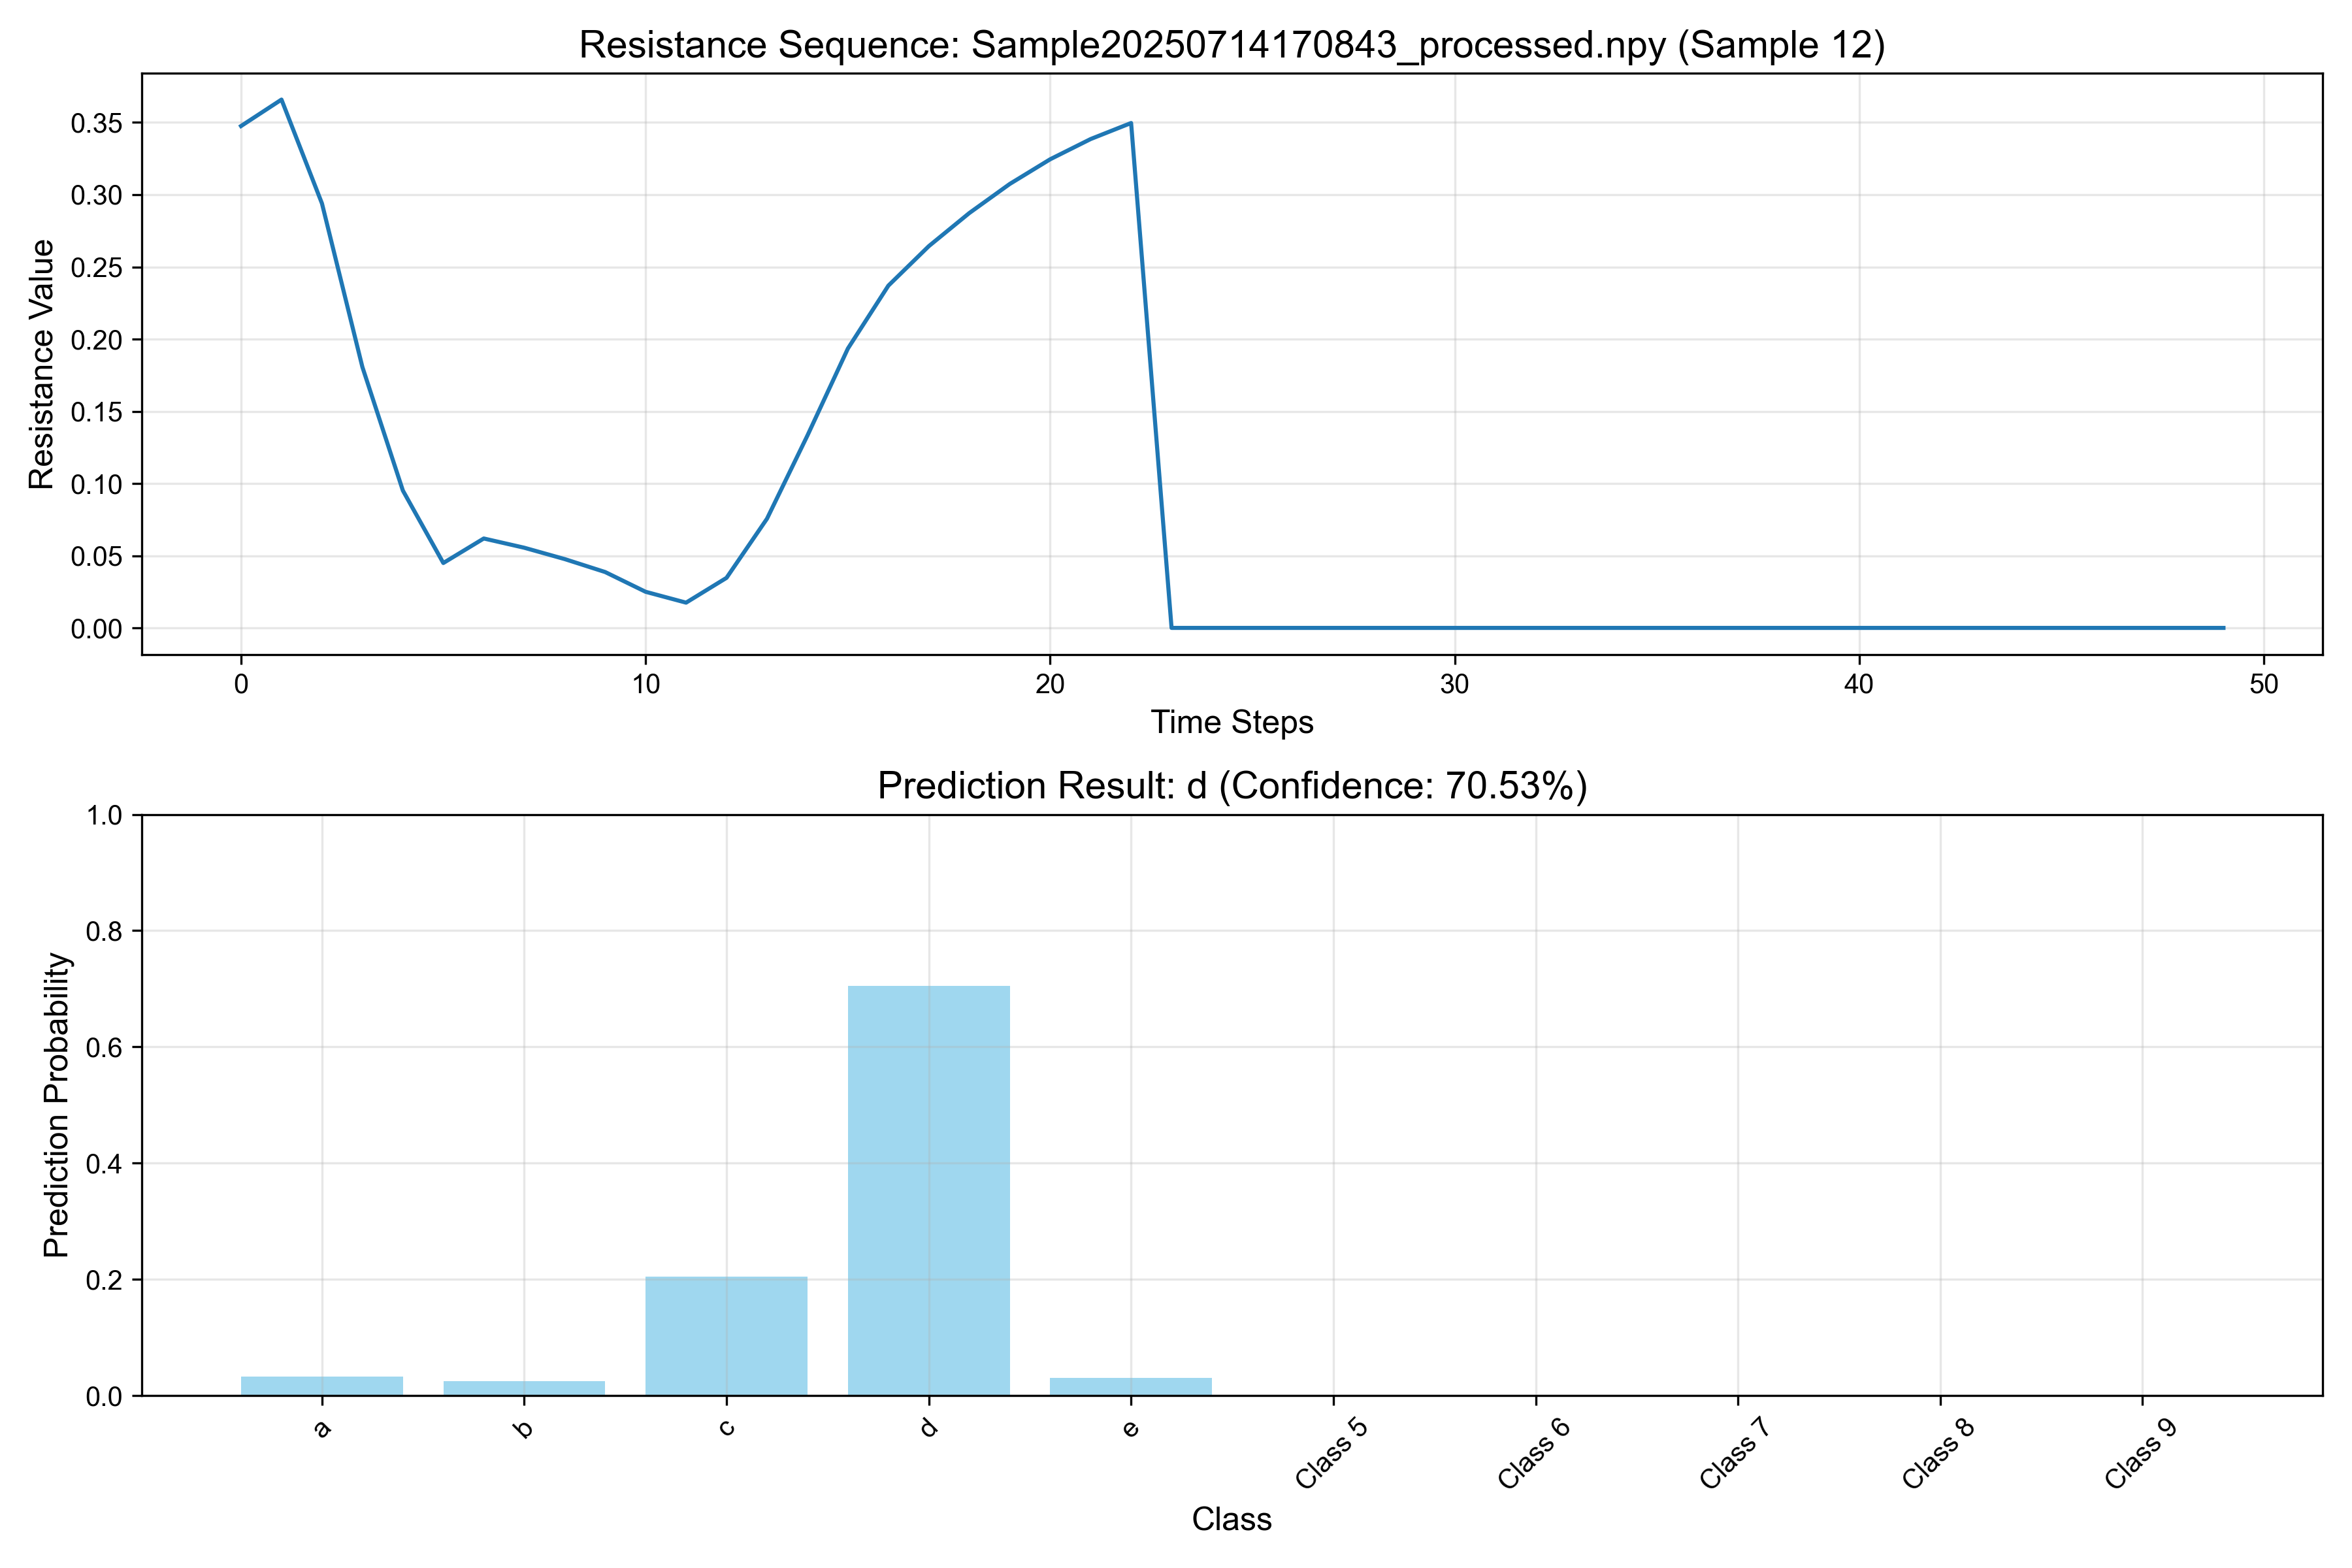 Resistance Sequence: Sample20250714170843_processed.npy (Sample 12)
Resistance Value
0.35
0.30
0.25
0.20
0.15
0.10
0.05
0.00
0 10 20 30 40 50
Time Steps
Prediction Result: d (Confidence: 70.53%)
Prediction Probability
1.0
0.8
0.6
0.4
0.2
0.0
a b c d e Class 5 Class 6 Class 7 Class 8 Class 9
Class